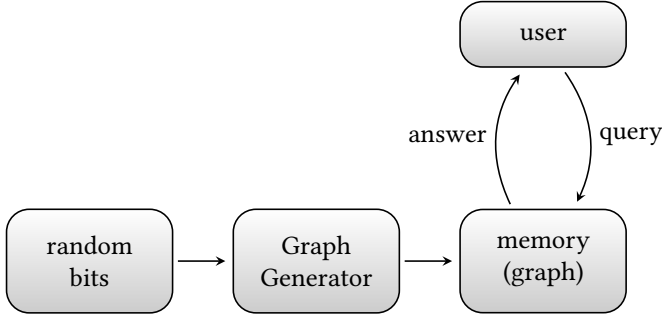 user
answer
query
random
bits
Graph
Generator
memory
(graph)